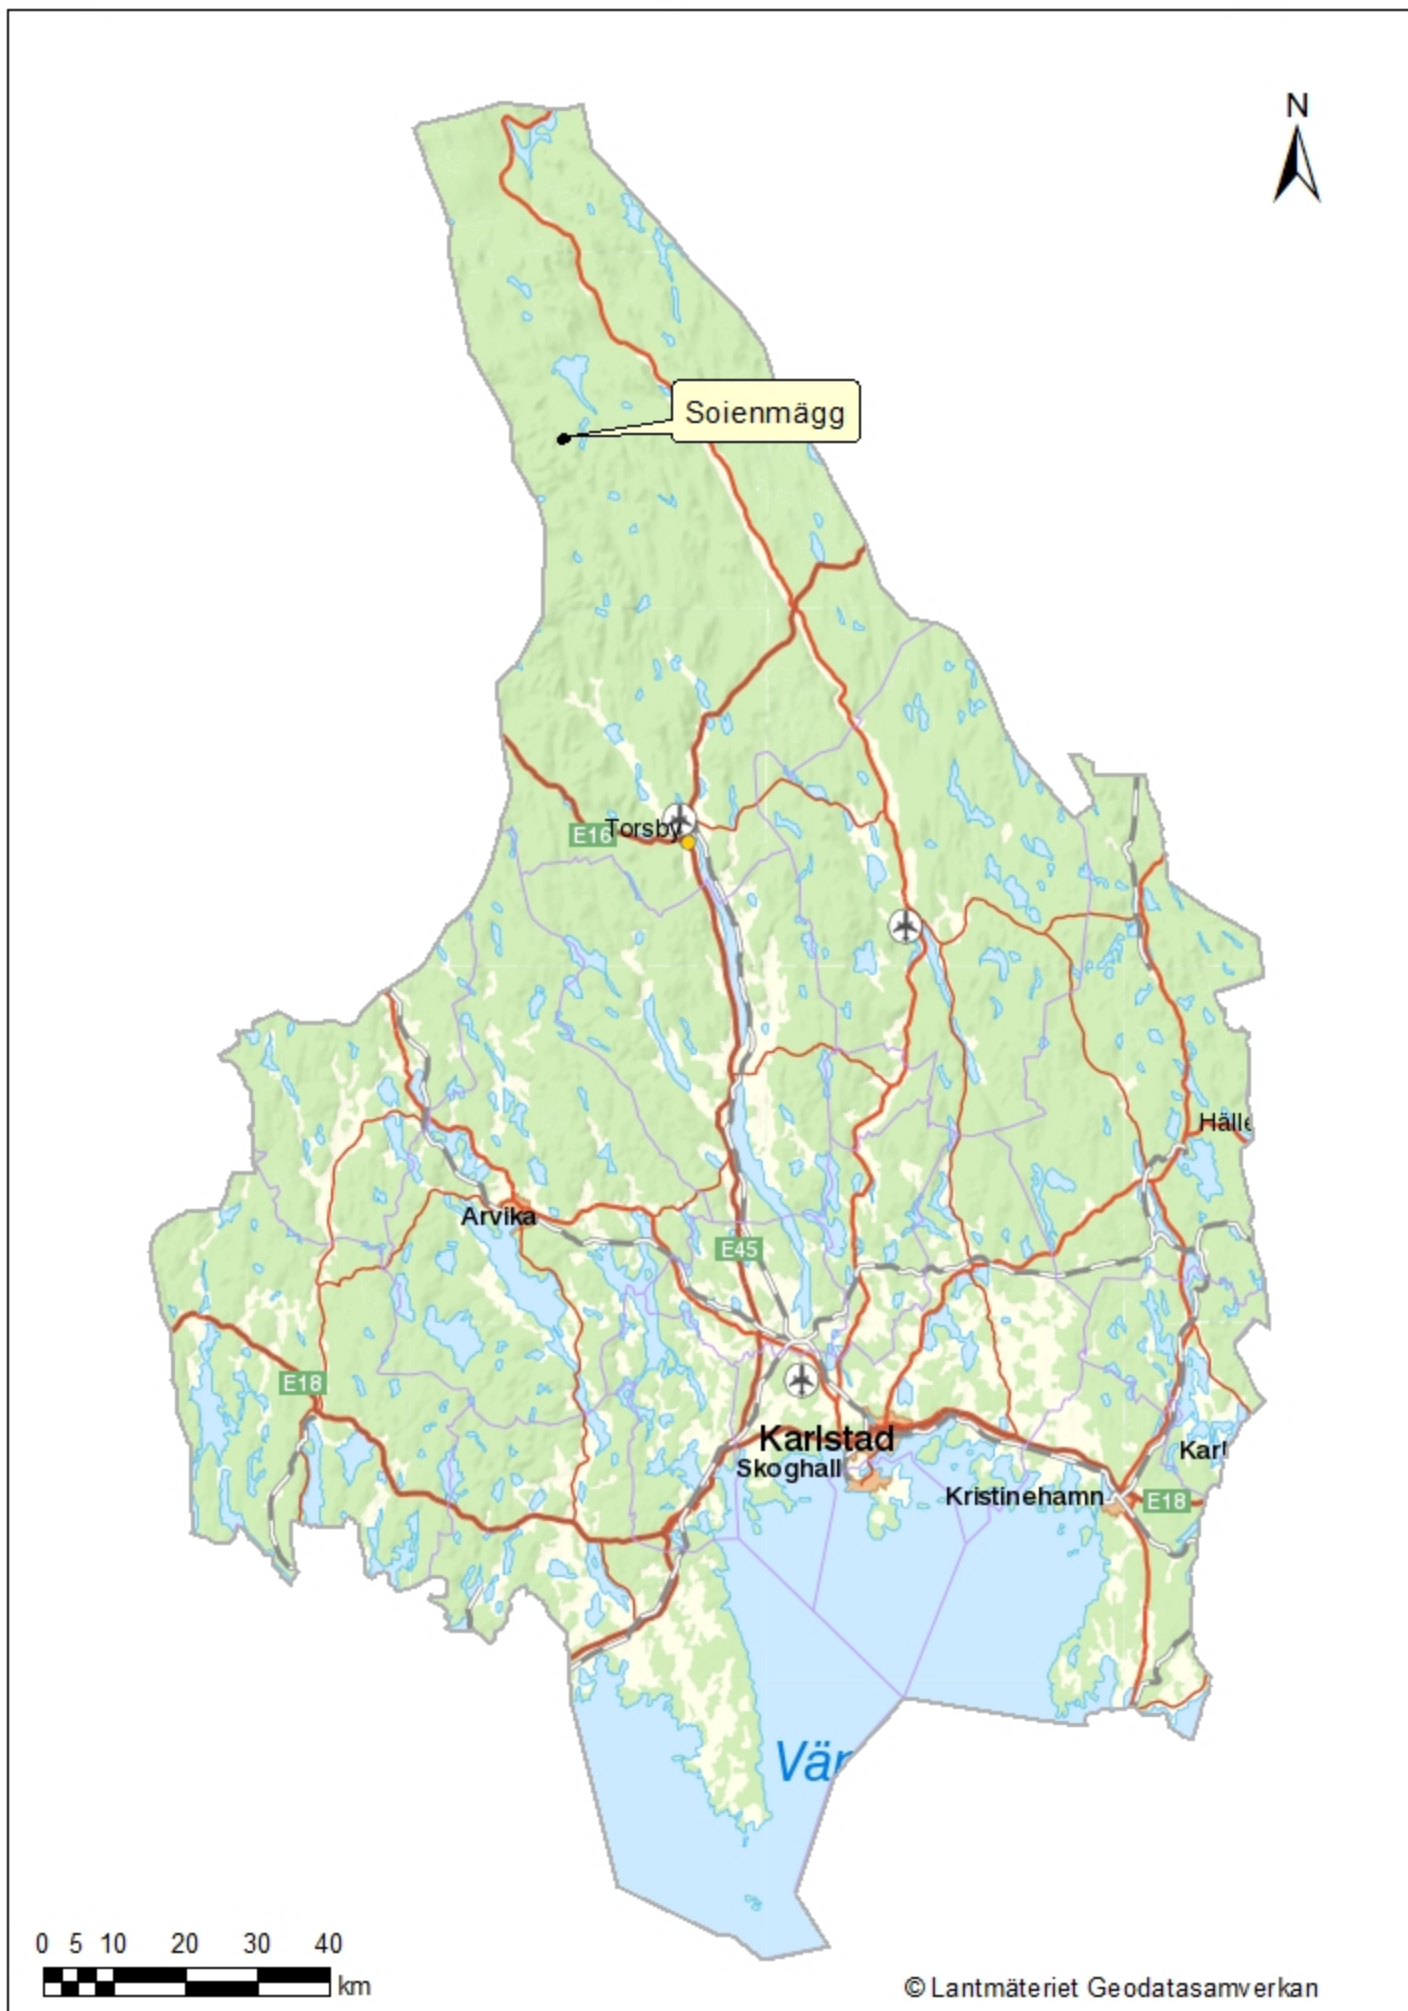 N
Soienmägg
E16
Torsby
Hälle
Arvika
E45
E18
Karlstad
Skoghall
Karl
Kristinehamn
E18
Vär
0 5 10 20 30 40
km
© Lantmäteriet Geodatasamverkan